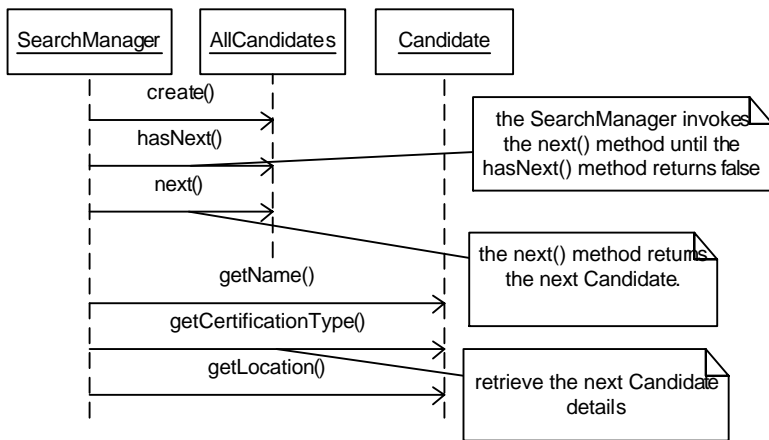 SearchManager
AllCandidates
Candidate
create()
hasNext()
next()
the SearchManager invokes
the next() method until the
hasNext() method returns false
the next() method returns
the next Candidate.
getName()
getCertificationType()
getLocation()
retrieve the next Candidate
details